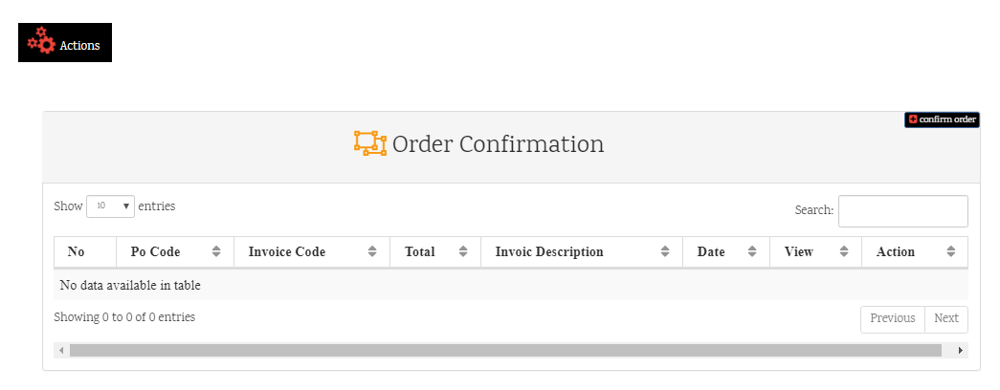 Actions
confirm order
Order Confirmation
Show 10 entries
Search:
No Po Code Invoice Code Total Invoic Description Date View Action
No data available in table
Showing 0 to 0 of 0 entries
Previous Next